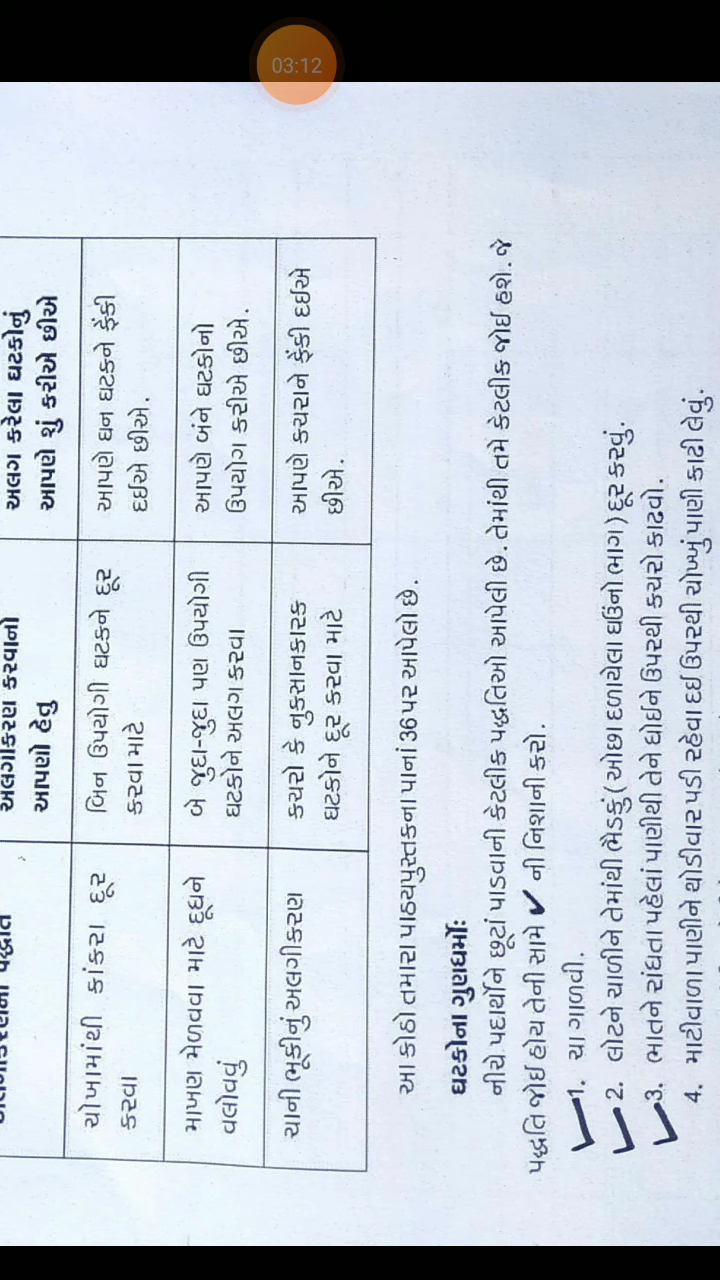 03:12
અલગ કરેલા ઘટકોનું
આપણે શું કરીએ છીએ
અલગીકરણ કરવાનો
આપણો હેતુ
ચોખામાંથી કાંકરા દૂર
કરવા
બિન ઉપયોગી ઘટકને દૂર
કરવા માટે
આપણે ઘન ઘટકને ફેંકી
દઈએ છીએ.
માખણ મેળવવા માટે દૂધને
વલોવવું
બે જુદા-જુદા પણ ઉપયોગી
ઘટકોને અલગ કરવા
આપણે બંને ઘટકોનો
ઉપયોગ કરીએ છીએ.
ચાની ભૂકીનું અલગીકરણ
કચરો કે નુકસાનકારક
ઘટકોને દૂર કરવા માટે
આપણે કચરાને ફેંકી દઈએ
છીએ.
આ કોઠો તમારા પાઠ્યપુસ્તકના પાનાં 36 પર આપેલો છે.
ઘટકોના ગુણધર્મોઃ
નીચે પદાર્થોને છૂટાં પાડવાની કેટલીક પદ્ધતિઓ આપેલી છે. તેમાંથી તમે કેટલીક જોઈ હશે. જે
પદ્ધતિ જોઈ હોય તેની સામે ✔ ની નિશાની કરો.
✓1. ચા ગાળવી.
✓2. લોટને ચાળીને તેમાંથી ભૈડકું (ઓછા દળાયેલા ઘઉંનો ભાગ) દૂર કરવું.
✓3. ભાતને રાંધતા પહેલાં પાણીથી તેને ધોઈને ઉપરથી કચરો કાઢવો.
4. માટીવાળા પાણીને થોડીવાર પડી રહેવા દઈ ઉપરથી ચોખ્ખું પાણી કાઢી લેવું.